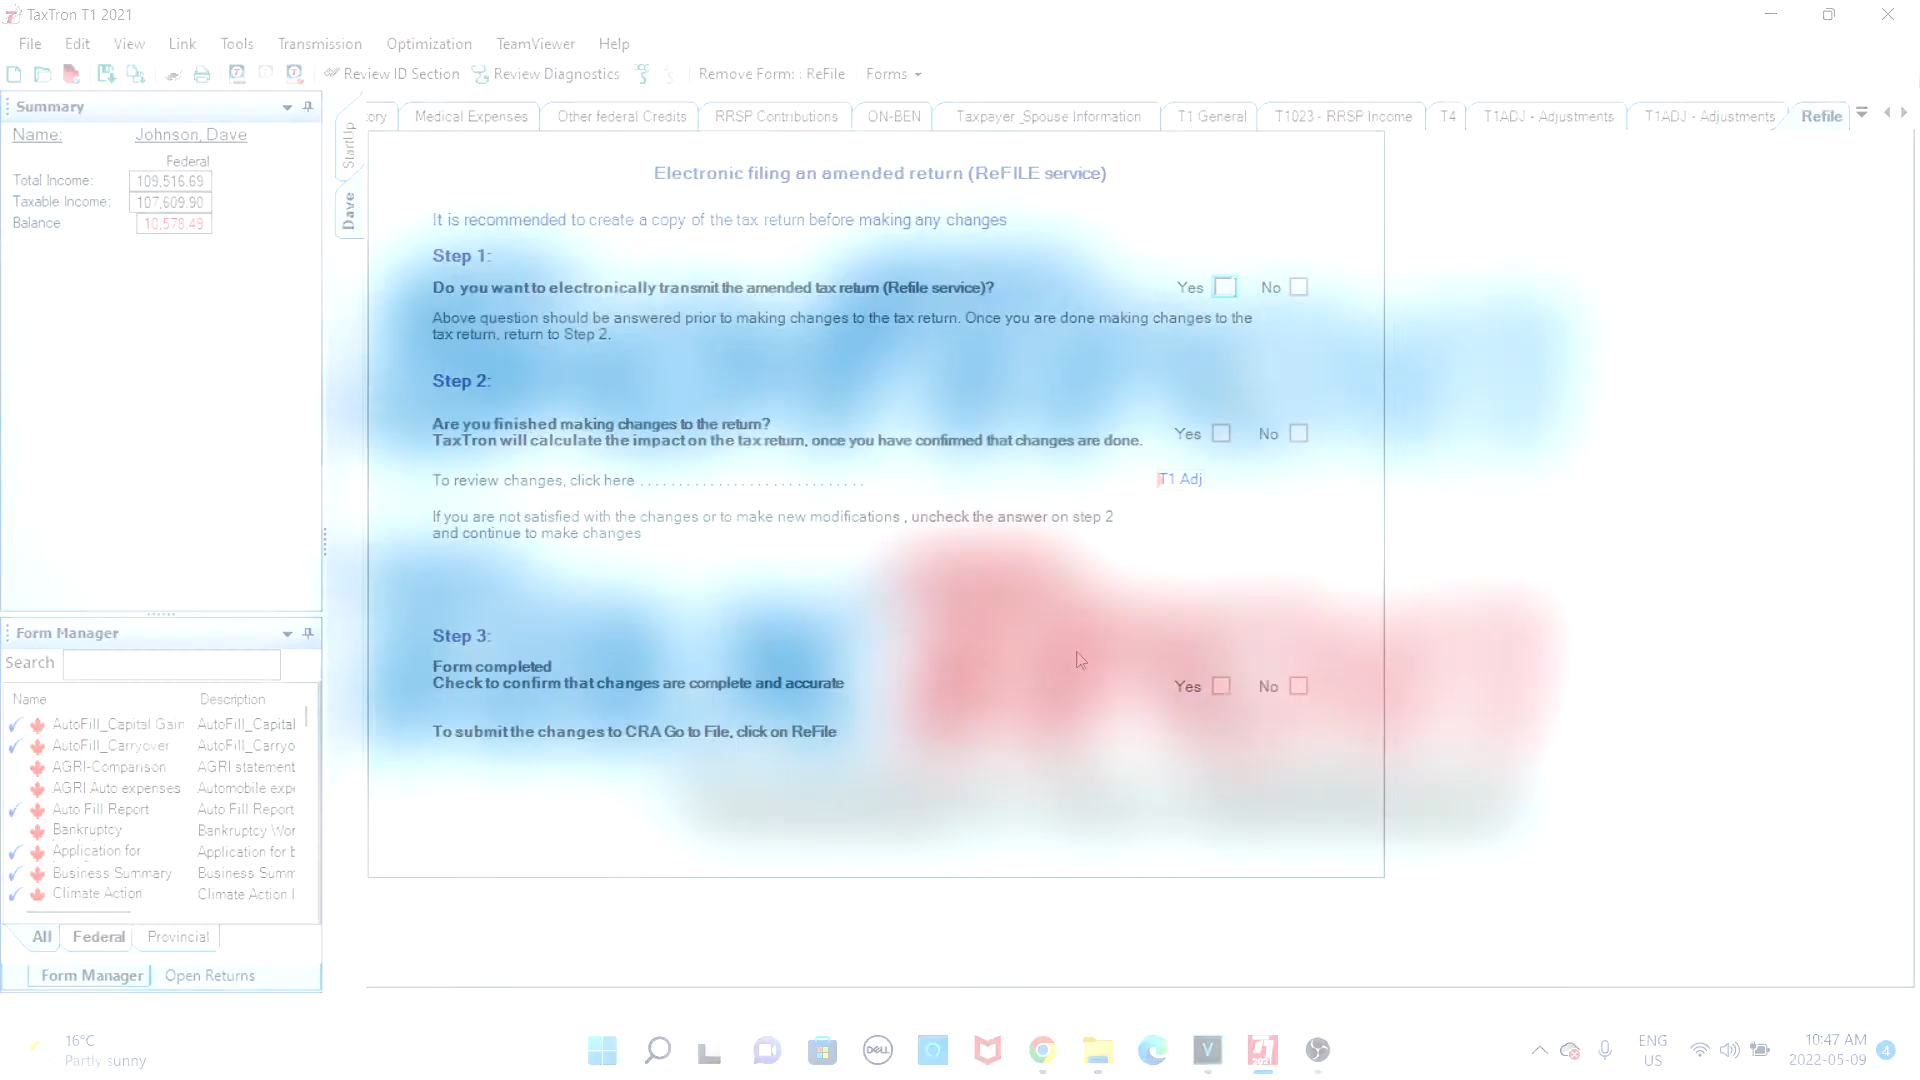 TaxTron T1 2021
File Edit View Link Tools Transmission Optimization TeamViewer Help
Review ID Section Review Diagnostics Remove Form: : ReFile Forms
Summary
Name: Johnson, Dave
Federal
Total Income: 109,516.69
Taxable Income: 107,609.90
Balance 10,578.49
StartUp
Dave
ory Medical Expenses Other federal Credits RRSP Contributions ON-BEN Taxpayer _Spouse Information T1 General T1023 - RRSP Income T4 T1ADJ - Adjustments T1ADJ - Adjustments Refile
Electronic filing an amended return (ReFILE service)
It is recommended to create a copy of the tax return before making any changes
Step 1:
Do you want to electronically transmit the amended tax return (Refile service)? Yes No
Above question should be answered prior to making changes to the tax return. Once you are done making changes to the
tax return, return to Step 2.
Step 2:
Are you finished making changes to the return?
TaxTron will calculate the impact on the tax return, once you have confirmed that changes are done. Yes No
To review changes, click here . . . . . . . . . . . . . . . . . . . . . . . . . . . . . T1 Adj
If you are not satisfied with the changes or to make new modifications , uncheck the answer on step 2
and continue to make changes
Step 3:
Form completed
Check to confirm that changes are complete and accurate Yes No
To submit the changes to CRA Go to File, click on ReFile
Form Manager
Search
Name Description
AutoFill_Capital Gain AutoFill_Capital
AutoFill_Carryover AutoFill_Carryo
AGRI-Comparison AGRI statement
AGRI Auto expenses Automobile expe
Auto Fill Report Auto Fill Report
Bankruptcy Bankruptcy Wor
Application for Application for b
Business Summary Business Summ
Climate Action Climate Action I
All Federal Provincial
Form Manager Open Returns
16°C
Partly sunny
DELL
V
2021
ENG
US
10:47 AM
2022-05-09
4